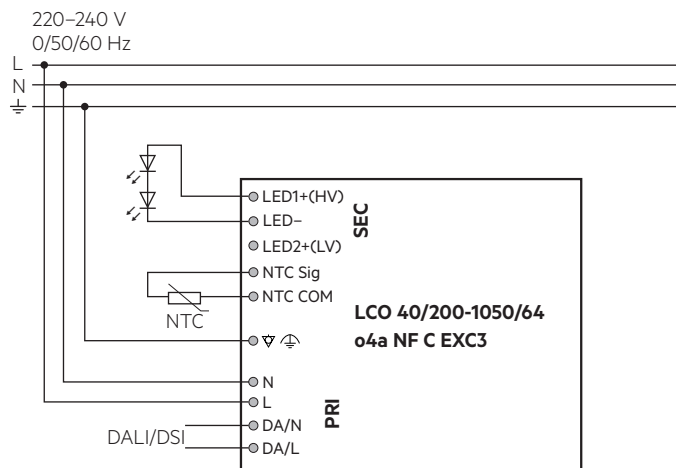 220–240 V
0/50/60 Hz
L
N
LED1+(HV)
LED–
LED2+(LV)
SEC
NTC Sig
NTC COM
NTC
LCO 40/200-1050/64
o4a NF C EXC3
N
L
PRI
DA/N
DALI/DSI
DA/L